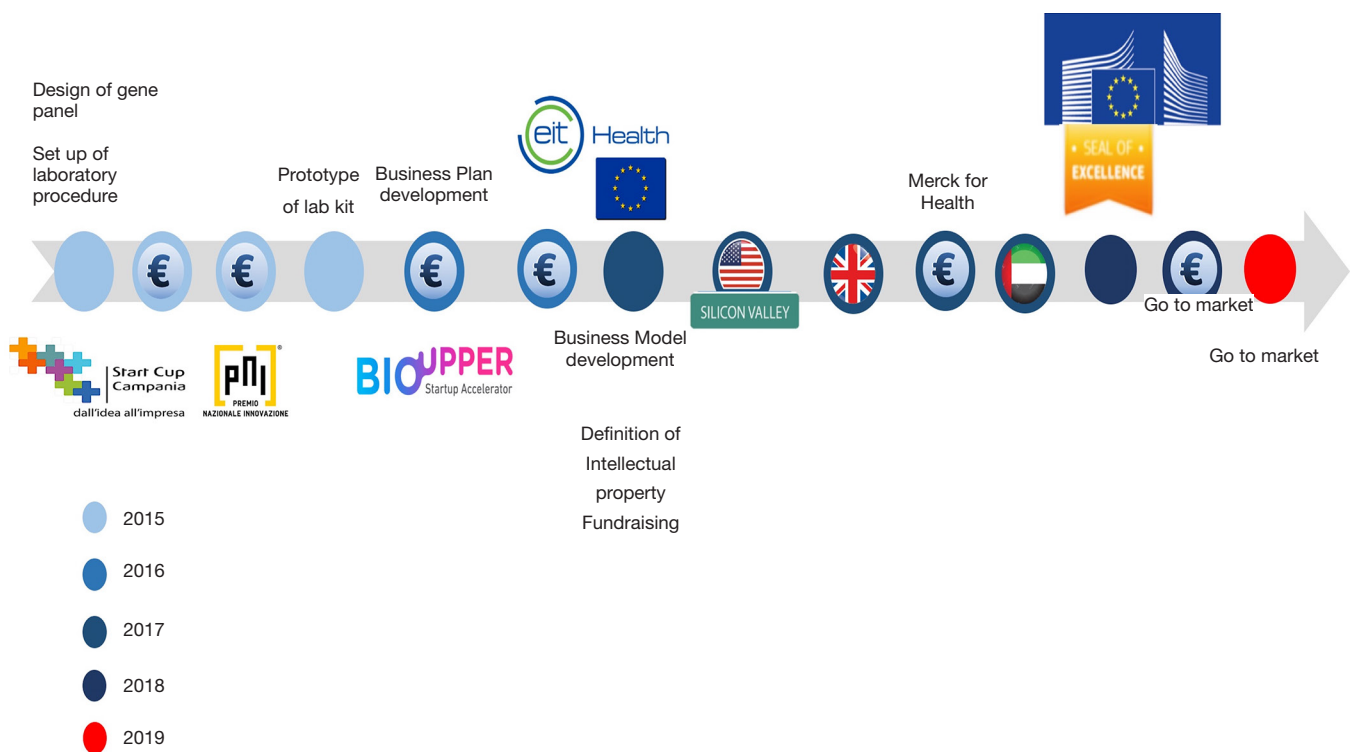 Design of gene
panel
Set up of
laboratory
procedure
Prototype
of lab kit
Business Plan
development
eit Health
Merck for
Health
• SEAL OF •
EXCELLENCE
€
€
€
€
€
€
SILICON VALLEY
Go to market
Go to market
Start Cup
Campania
dall'idea all'impresa
PNI
®
PREMIO
NAZIONALE INNOVAZIONE
BIOUPPER
Startup Accelerator
Business Model
development
Definition of
Intellectual
property
Fundraising
2015
2016
2017
2018
2019